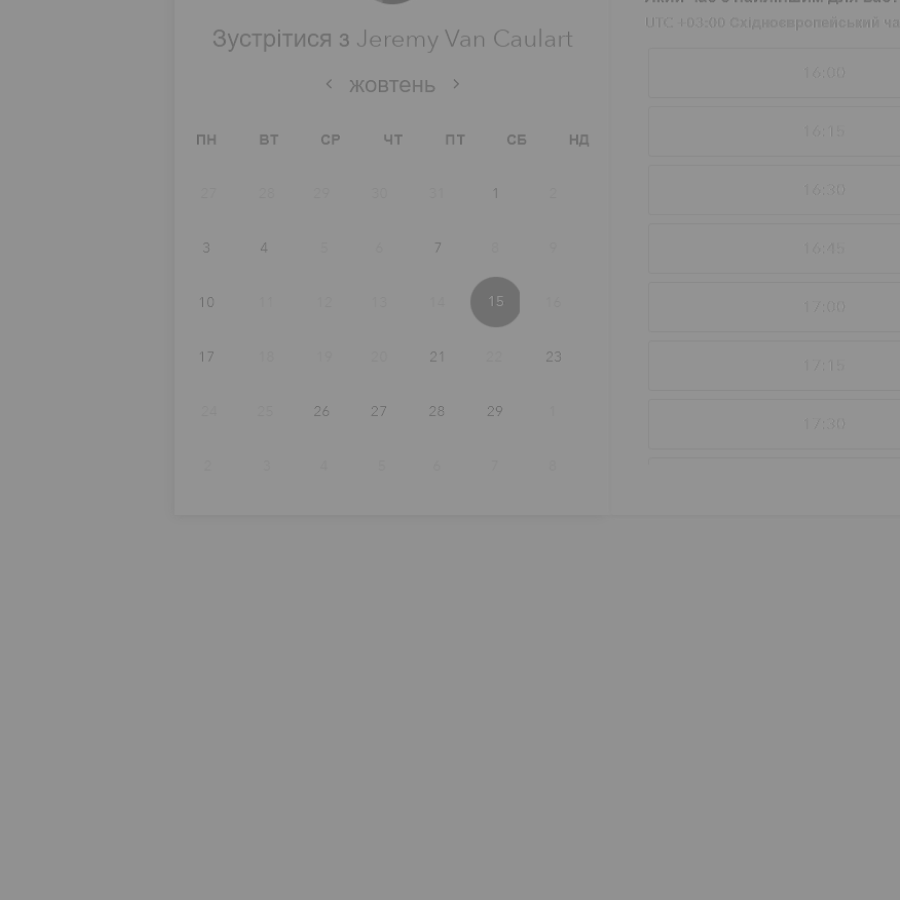 Зустрітися з Jeremy Van Caulart
жовтень
ПН ВТ СР ЧТ ПТ СБ НД
27 28 29 30 31 1 2
3 4 5 6 7 8 9
10 11 12 13 14 15 16
17 18 19 20 21 22 23
24 25 26 27 28 29 1
2 3 4 5 6 7 8
UTC +03:00 Східноєвропейський
16:00
16:15
16:30
16:45
17:00
17:15
17:30